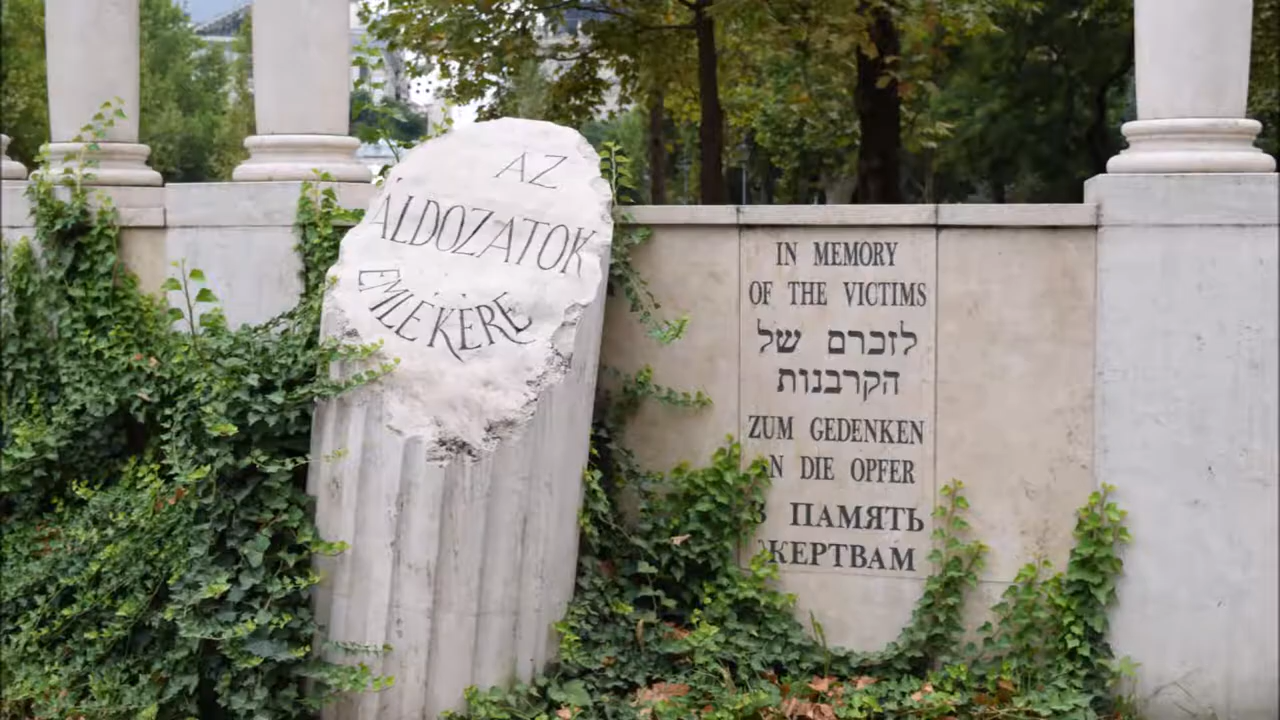 AZ
ÁLDOZATOK
EMLÉKÉRE
IN MEMORY
OF THE VICTIMS
לזכרם של
הקרבנות
ZUM GEDENKEN
AN DIE OPFER
В ПАМЯТЬ
ЖЕРТВАМ